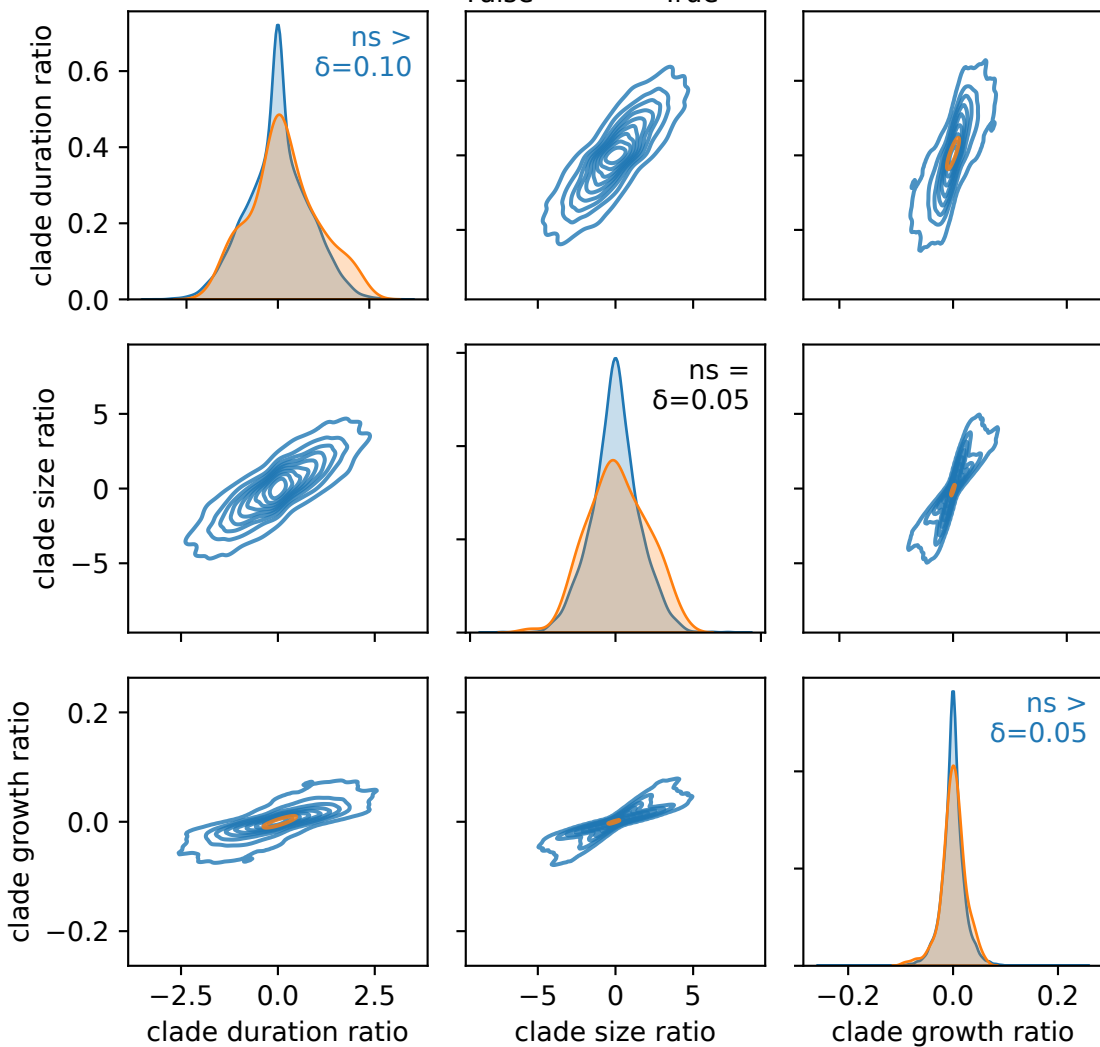 clade duration ratio
0.6
0.4
0.2
0.0
ns >
δ=0.10
−5 0 5
−0.2 0.0 0.2
clade size ratio
5
0
−5
ns =
δ=0.05
clade growth ratio
0.2
0.0
−0.2
ns >
δ=0.05
−2.5 0.0 2.5
clade duration ratio
clade size ratio
clade growth ratio